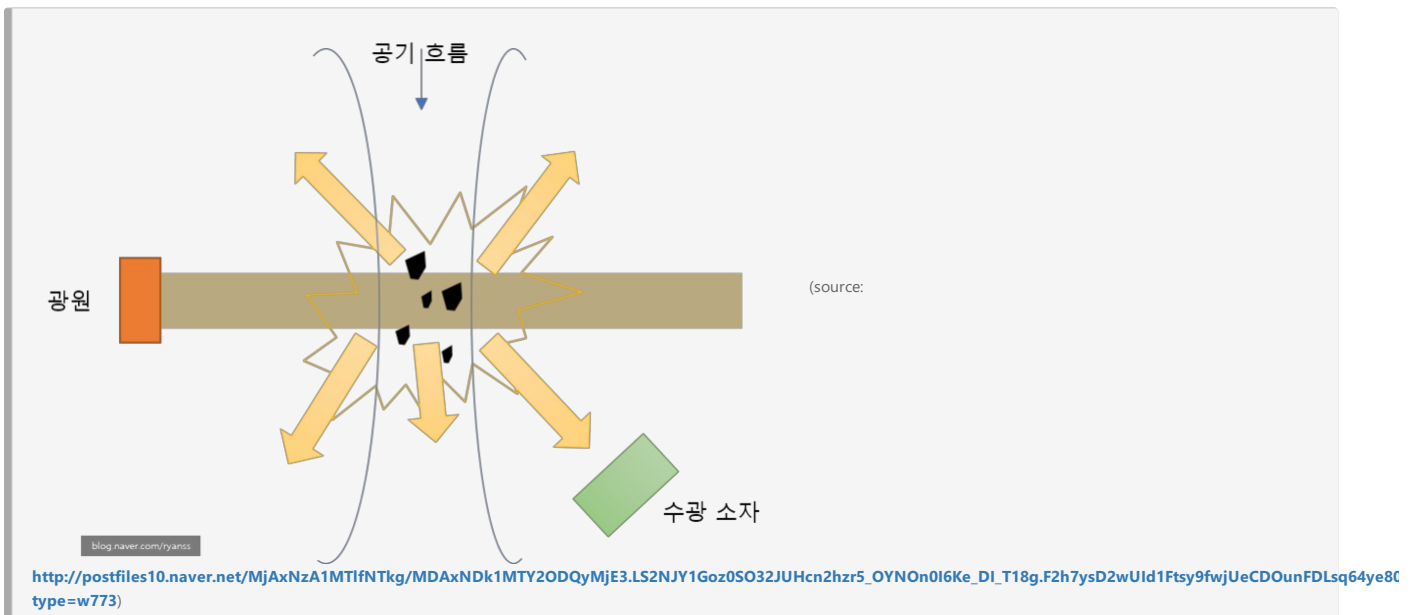 공기 흐름
광원
(source:
수광 소자
blog.naver.com/ryanss
http://postfiles10.naver.net/MjAxNzA1MTlfNTkg/MDAxNDk1MTY2ODQyMjE3.LS2NJY1Goz0SO32JUHcn2hzr5_OYNOn0I6Ke_DI_T18g.F2h7ysD2wUId1Ftsy9fwjUeCDOunFDLsq64ye80
type=w773)